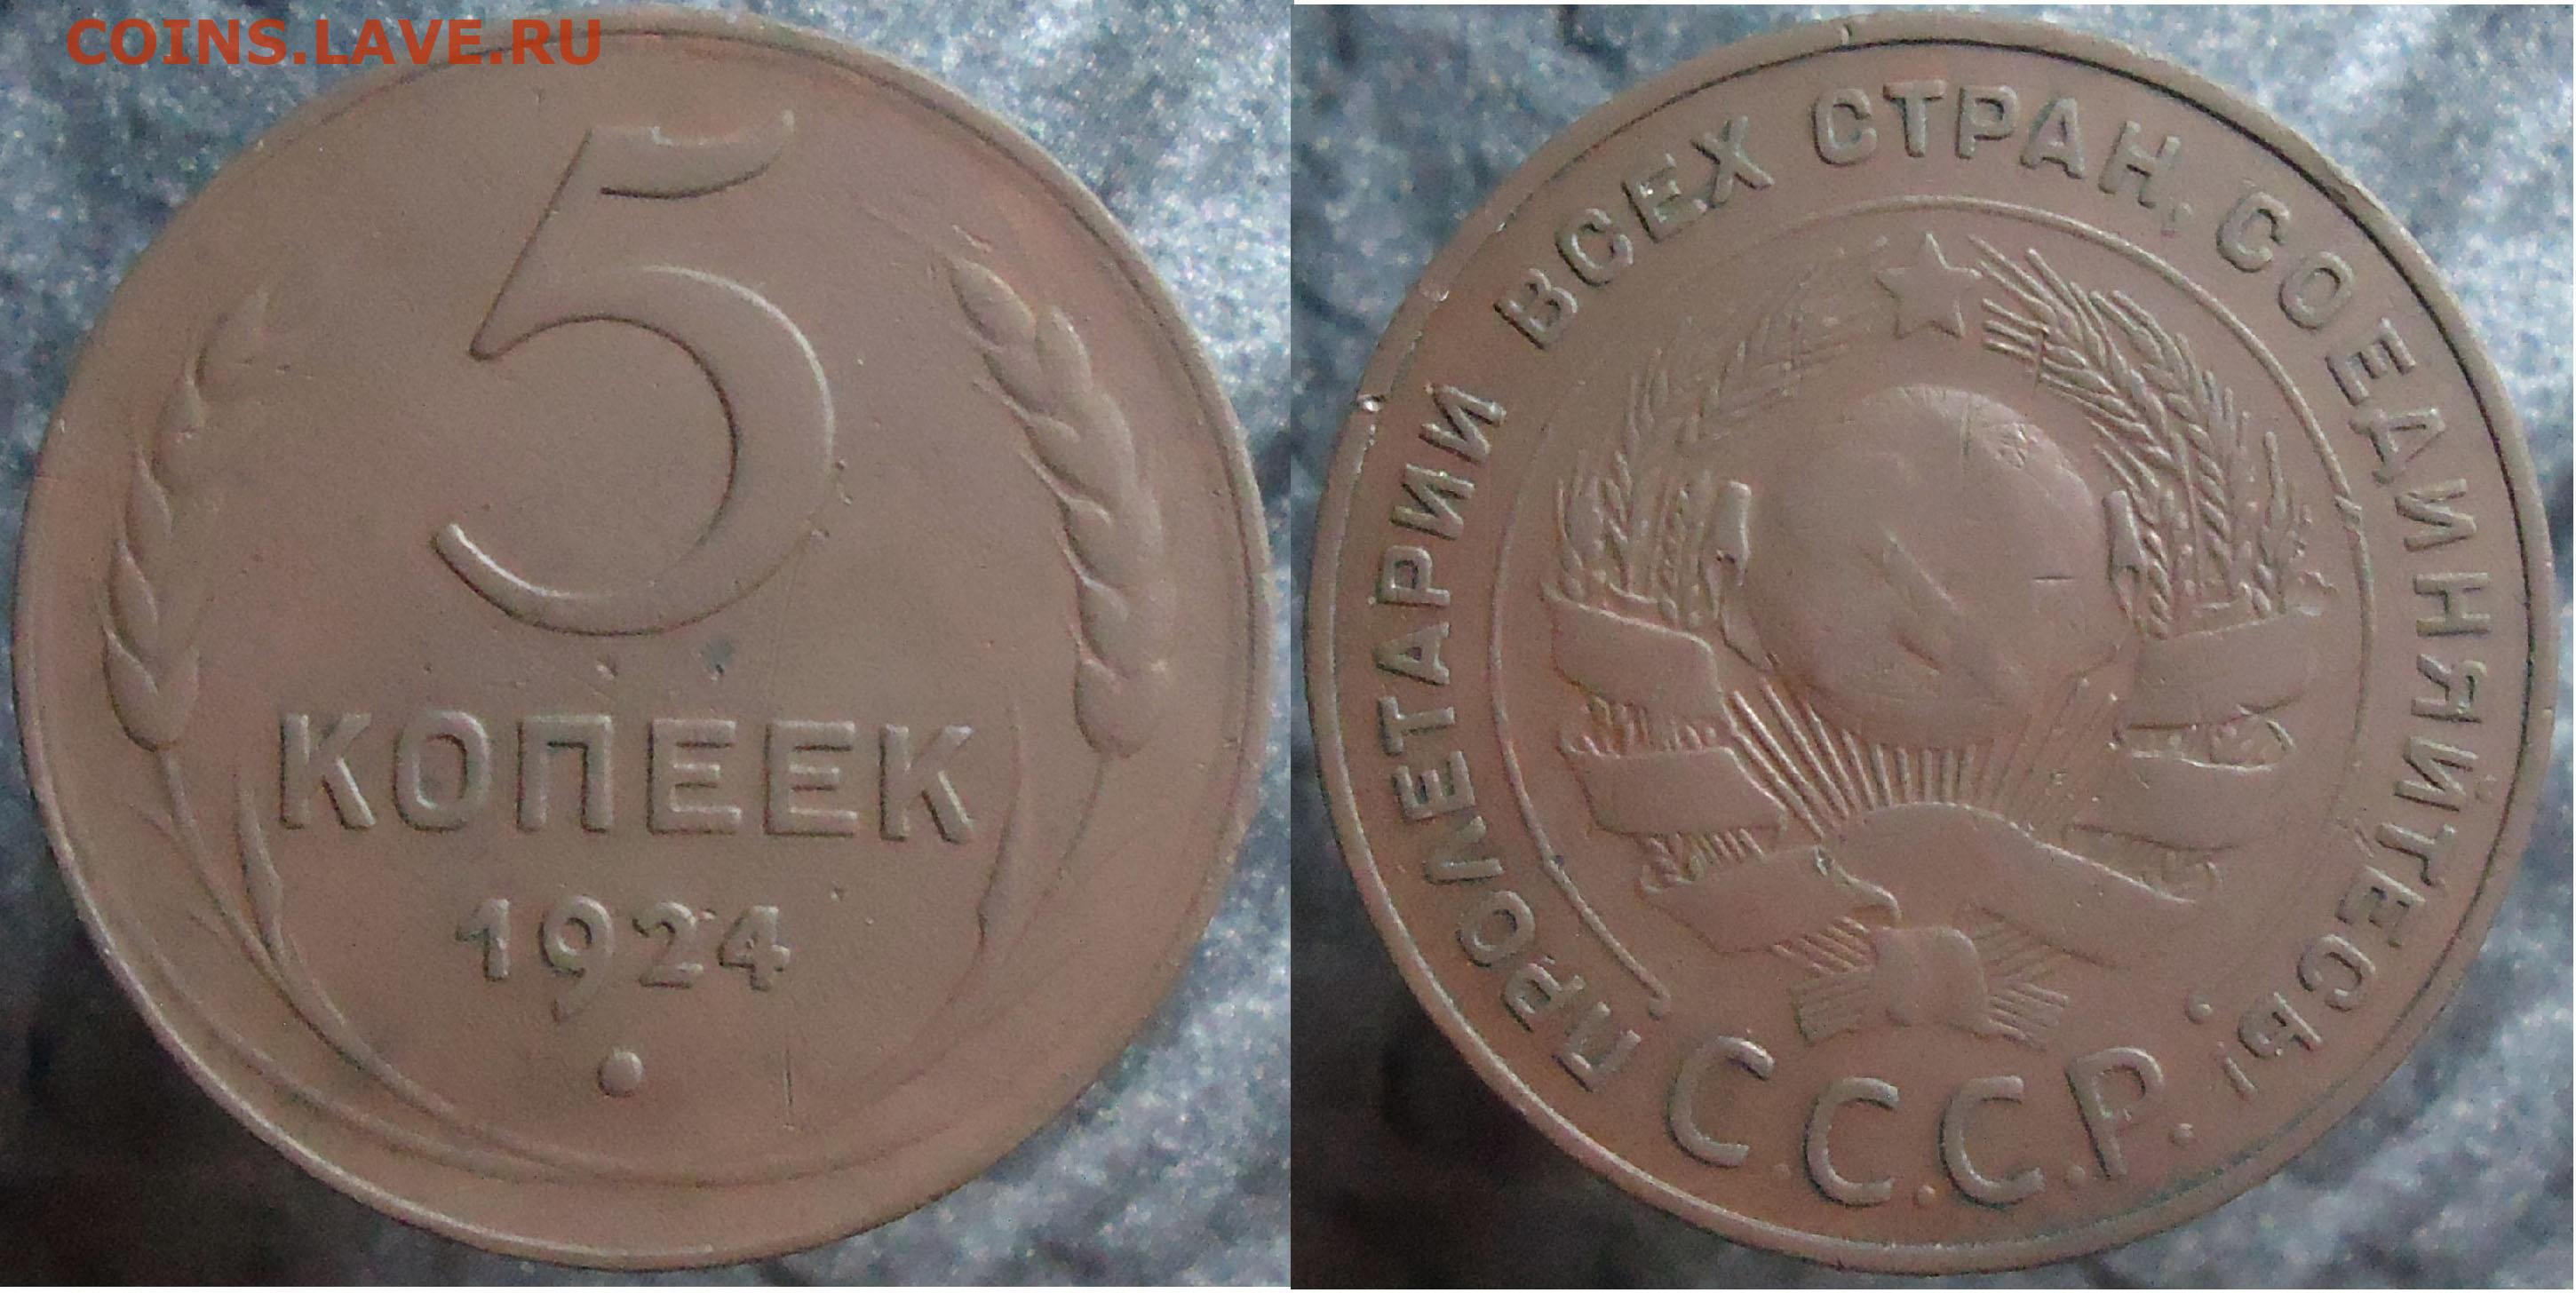 COINS.LAVE.RU
5
КОПЕЕК
1924
ПРОЛЕТАРИИ ВСЕХ СТРАН, СОЕДИНЯЙТЕСЬ!
С.С.С.Р.